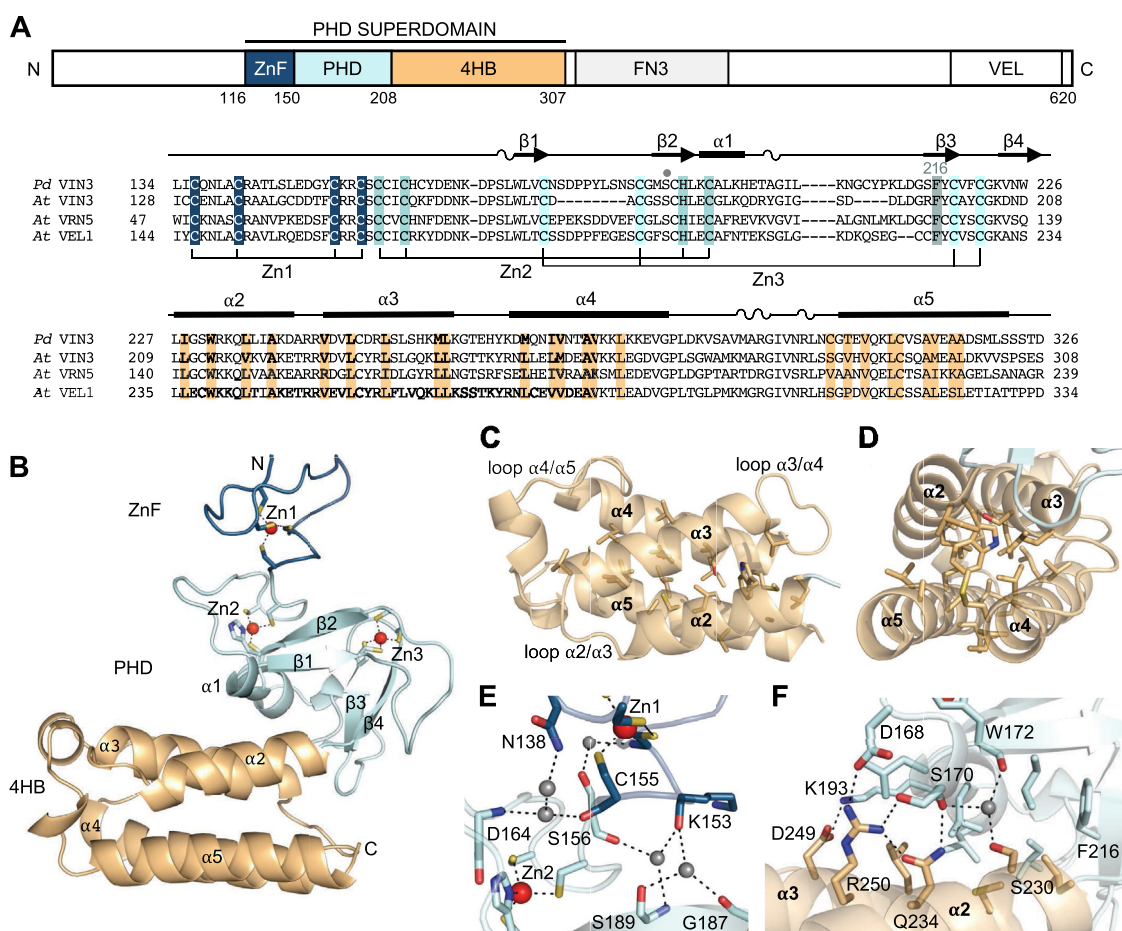 A
PHD SUPERDOMAIN
N ZnF PHD 4HB FN3 VEL C
116 150 208 307 620
β1 β2 α1 β3 β4
216
Pd VIN3 134 LICQNLACRATLSLEDGYCKRCSCCICHCYDENK-DPSLWLVCNSDPPYLSNSCGMSCHLKCALKHETAGIL----KNGCYPKLDGSFYCVFCGKVNW 226
At VIN3 128 ICCENLACRAALGCDDTFCRRCSCCICQKFDDNK-DPSLWLTCD-------ACGSSCHLECGLKQDRYGIG----SD----DLDGRFYCAYCGKDND 208
At VRN5 47 WICKNASCRANVPKEDSFCKRCSCCVCHNFDENK-DPSLWLVCEPEKSDDVEFCGLSCHIECAFREVKVGVI----ALGNLMKLDGCFYCYSCGKVSQ 139
At VEL1 144 IYCKNLACRAVLRQEDSFCRRCSCCICRKYDDNK-DPSLWLTCSSDPPFEGESCGFSCHLECAFNTEKSGLG----KDKQSEG--CCFYCVSCGKANS 234
Zn1 Zn2 Zn3
α2 α3 α4 α5
Pd VIN3 227 LIGSWRKQLLIAKDARRVDVLCDRLSLSHKMLKGTEHYKDMQNIVNTAVKKLKKEVGPLDKVSAVMARGIVNRLNCGTEVQKLCVSAVEAADSMLSSSTD 326
At VIN3 209 LLGCWRKQVKVAKETRRVDVLCYRLSLGQKLLRGTTKYRNLLELMDEAVKKLEGDVGPLSGWAMKMARGIVNRLSSGVHVQKLCSQAMEALDKVVSPSES 308
At VRN5 140 ILGCWKKQLVAAKEARRRDGLCYRIDLGYRLLNGTSRFSELHEIVRAAKSMLEDEVGPLDGPTARTDRGIVSRLPVAANVQELCTSAIKKAGELSANAGR 239
At VEL1 235 LLECWKKQLTIAKETRRVEVLCYRLFLVQKLLKSSTKYRNLCEVVDEAVKTLEADVGPLTGLPMKMGRGIVNRLHSGPDVQKLCSSALESLETIATTPPD 334
B
N
ZnF
Zn1
Zn2
β2
PHD
β1
Zn3
α1
β3
β4
α3
α2
4HB
α4
α5
C
C
loop α4/α5
loop α3/α4
α4
α3
α5
α2
loop α2/α3
D
α2
α3
α5
α4
E
Zn1
N138
C155
K153
D164
S156
Zn2
S189
G187
F
D168
W172
S170
K193
D249
F216
α3
R250
S230
Q234
α2